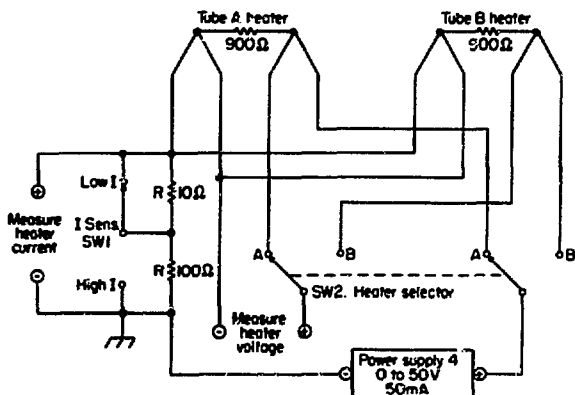 Tube A heater
900Ω
Tube B heater
900Ω
Low I
R 10Ω
Measure
heater
current
I Sens.
SW1
R 100Ω
High I
A
B
A
B
SW2. Heater selector
Measure
heater
voltage
Power supply 4
0 to 50V
50mA